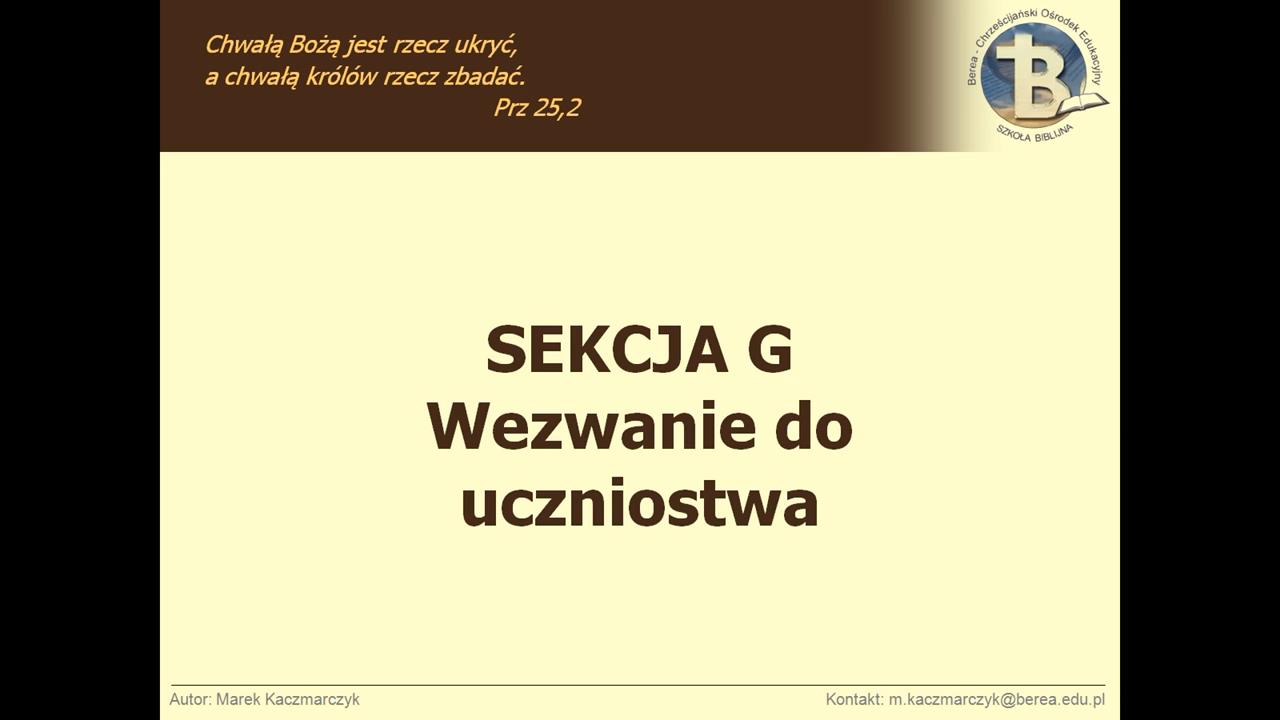 Chwałą Bożą jest rzecz ukryć,
a chwałą królów rzecz zbadać.
Prz 25,2
Berea - Chrześcijański Ośrodek Edukacyjny
B
SZKOŁA BIBLIJNA
SEKCJA G
Wezwanie do
uczniostwa
Autor: Marek Kaczmarczyk
Kontakt: m.kaczmarczyk@berea.edu.pl